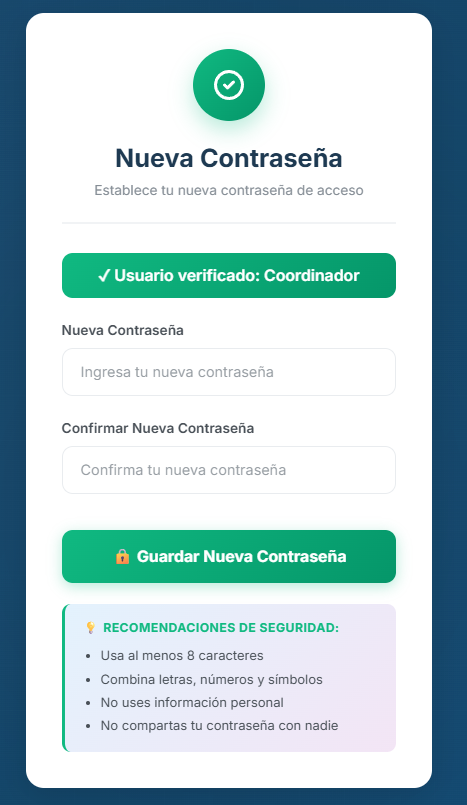 Nueva Contraseña
Establece tu nueva contraseña de acceso
✓ Usuario verificado: Coordinador
Nueva Contraseña
Ingresa tu nueva contraseña
Confirmar Nueva Contraseña
Confirma tu nueva contraseña
🔒 Guardar Nueva Contraseña
💡 RECOMENDACIONES DE SEGURIDAD:
• Usa al menos 8 caracteres
• Combina letras, números y símbolos
• No uses información personal
• No compartas tu contraseña con nadie